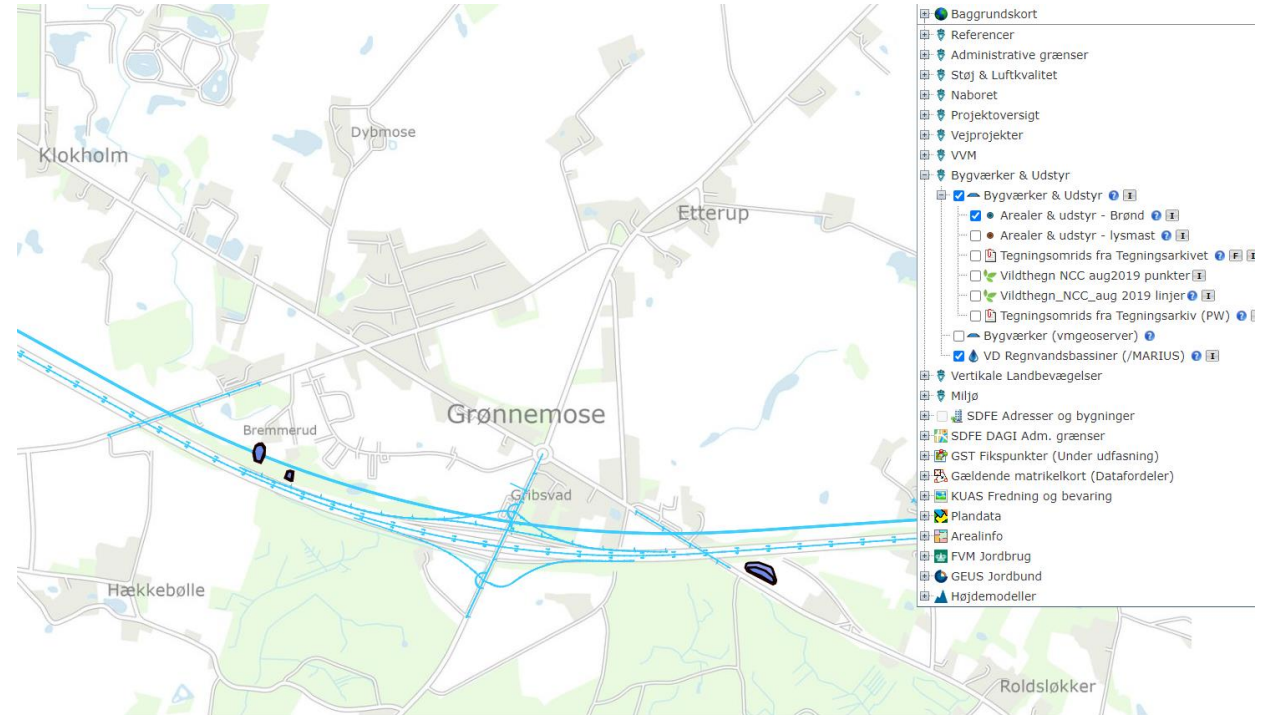 Klokholm
Dybmose
Etterup
Grønnemose
Bremmerud
Gribsvad
Hækkebølle
Roldsløkker
Baggrundskort
Referencer
Administrative grænser
Støj & Luftkvalitet
Naboret
Projektoversigt
Vejprojekter
VVM
Bygværker & Udstyr
Bygværker & Udstyr ? I
Arealer & udstyr - Brønd ? I
Arealer & udstyr - lysmast ? I
Tegningsomrids fra Tegningsarkivet ? F I
Vildthegn NCC aug2019 punkter I
Vildthegn_NCC_aug 2019 linjer ? I
Tegningsomrids fra Tegningsarkiv (PW) ?
Bygværker (vmgeoserver) ?
VD Regnvandsbassiner (/MARIUS) ? I
Vertikale Landbevægelser
Miljø
SDFE Adresser og bygninger
SDFE DAGI Adm. grænser
GST Fikspunkter (Under udfasning)
Gældende matrikelkort (Datafordeler)
KUAS Fredning og bevaring
Plandata
Arealinfo
FVM Jordbrug
GEUS Jordbund
Højdemodeller